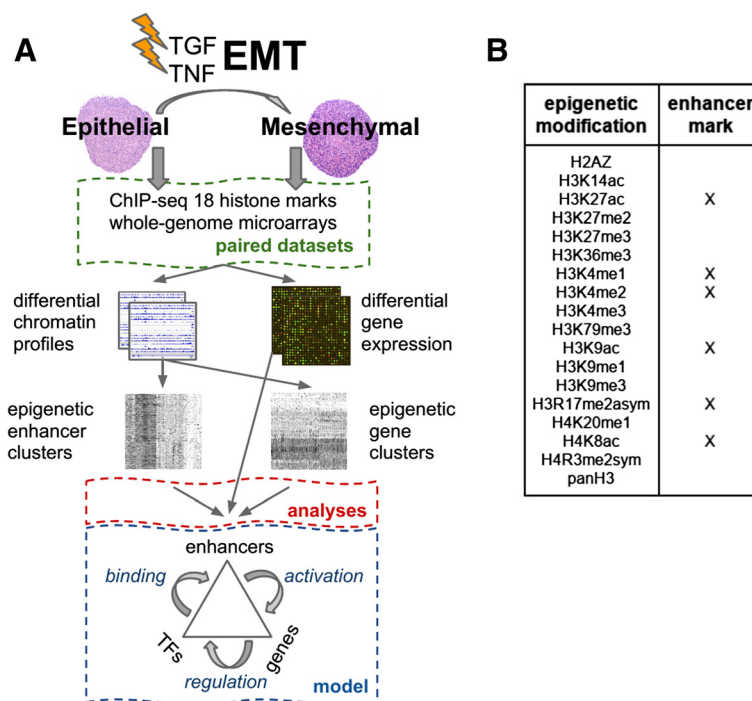 A
TGF
TNF
EMT
Epithelial
Mesenchymal
ChIP-seq 18 histone marks
whole-genome microarrays
paired datasets
differential
chromatin
profiles
differential
gene
expression
epigenetic
enhancer
clusters
epigenetic
gene
clusters
analyses
enhancers
binding
activation
TFs
genes
regulation
model
B
epigenetic enhancer
modification mark
H2AZ
H3K14ac
H3K27ac X
H3K27me2
H3K27me3
H3K36me3
H3K4me1 X
H3K4me2 X
H3K4me3
H3K79me3
H3K9ac X
H3K9me1
H3K9me3
H3R17me2asym X
H4K20me1
H4K8ac X
H4R3me2sym
panH3